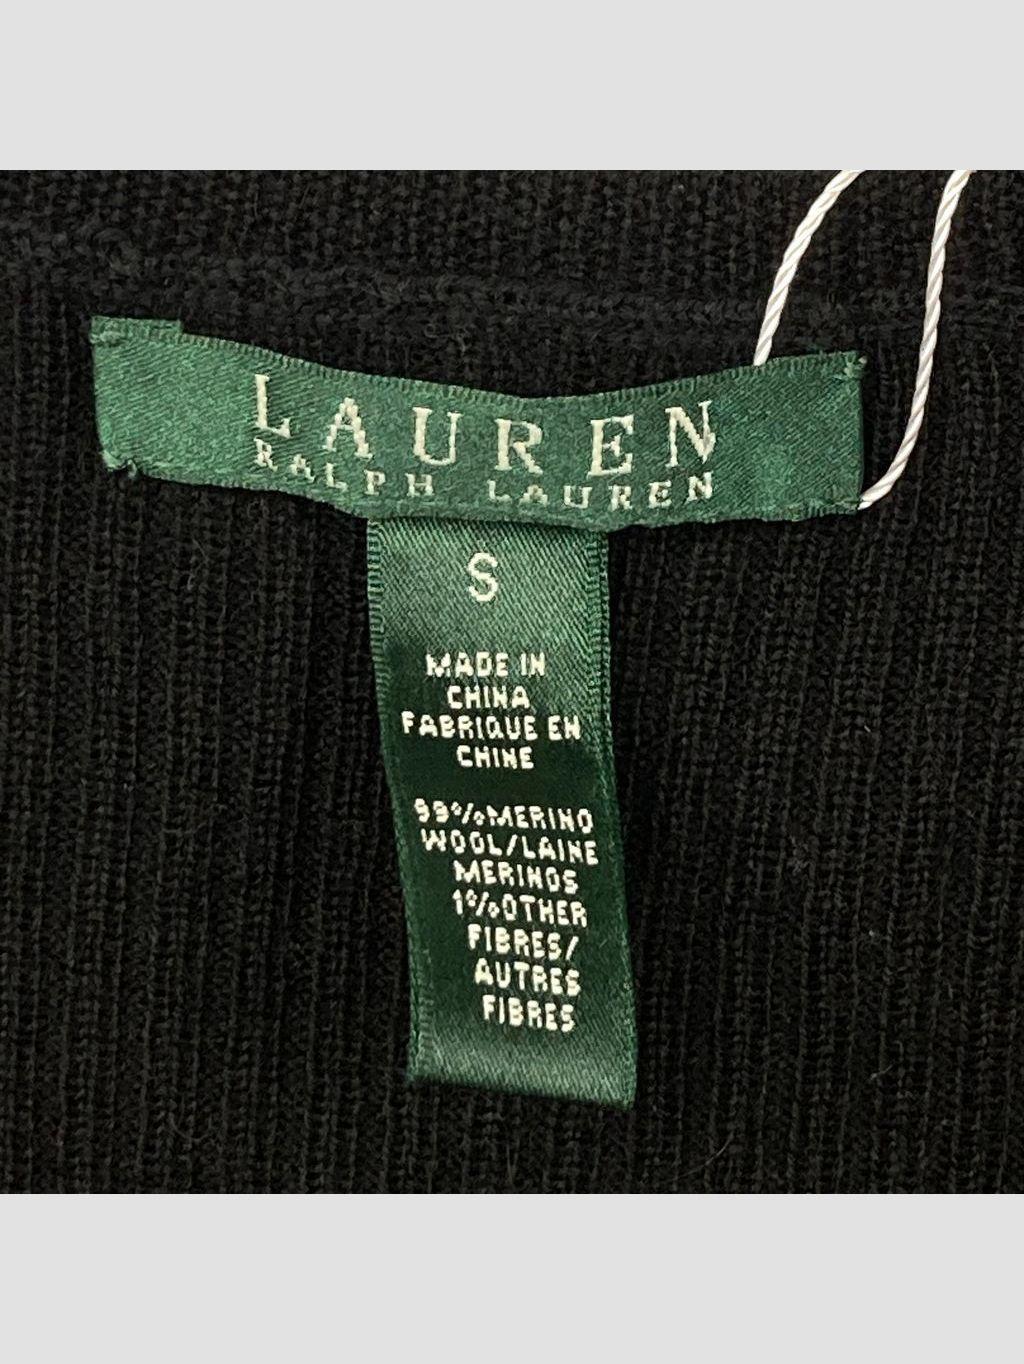 LAUREN
RALPH LAUREN
S
MADE IN
CHINA
FABRIQUE EN
CHINE
99%MERINO
WOOL/LAINE
MERINOS
1%OTHER
FIBRES/
AUTRES
FIBRES